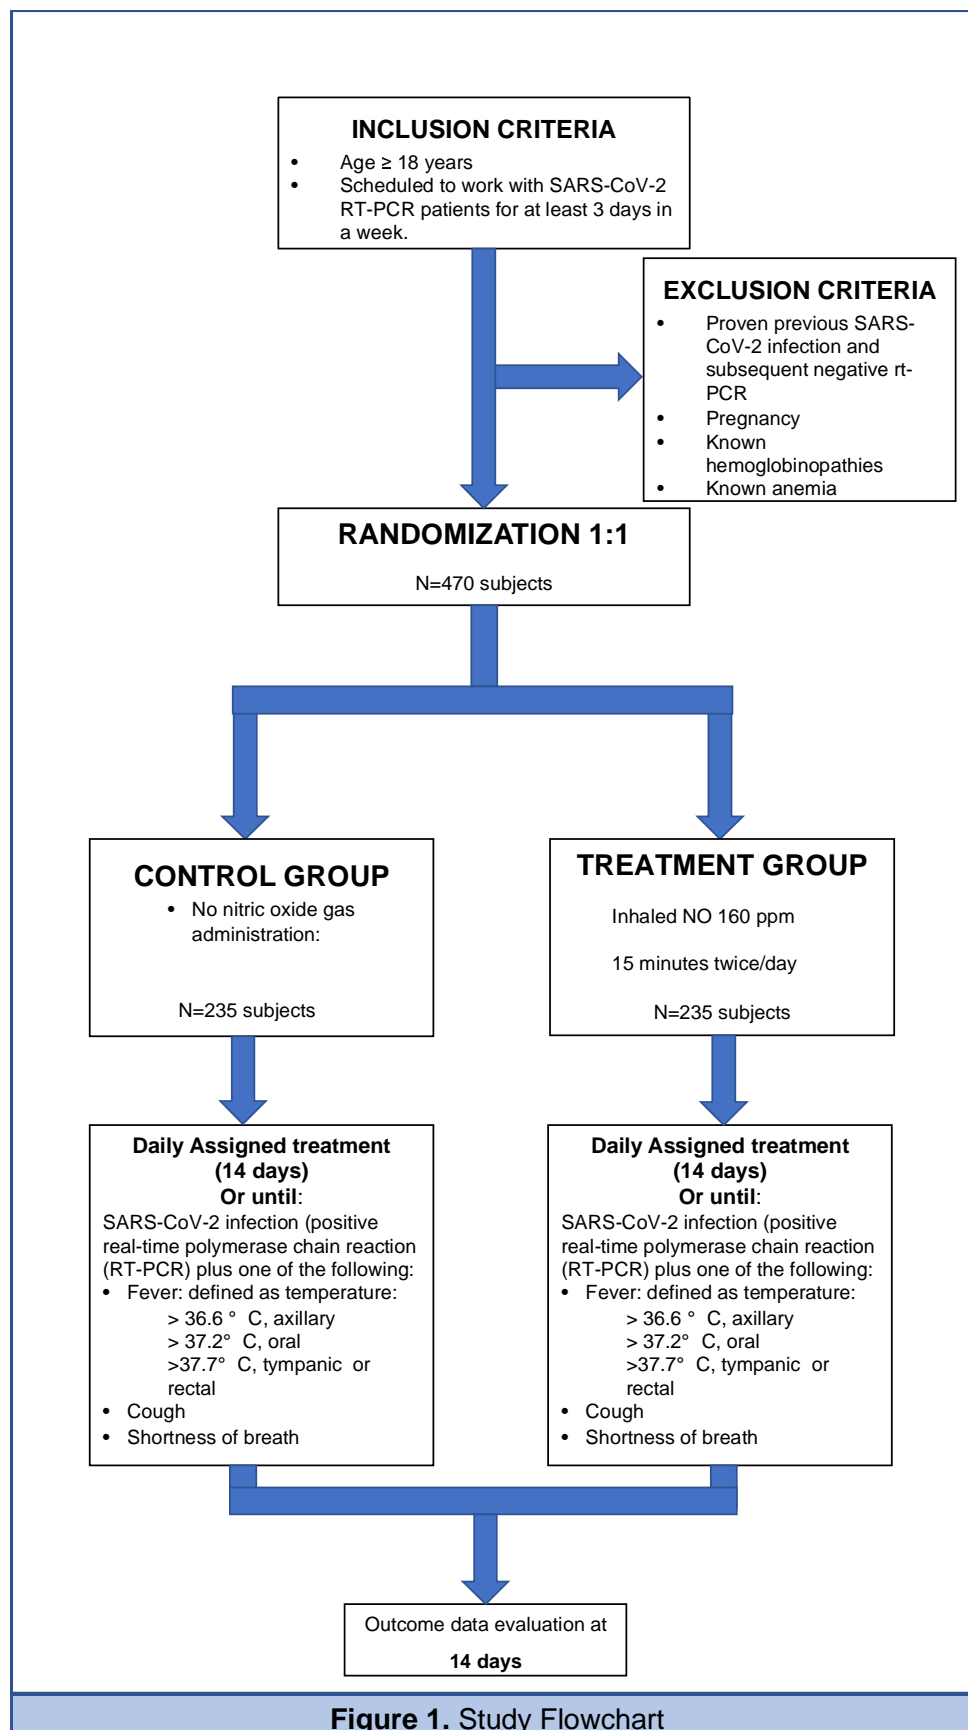 INCLUSION CRITERIA
• Age ≥ 18 years
• Scheduled to work with SARS-CoV-2
RT-PCR patients for at least 3 days in
a week.
EXCLUSION CRITERIA
• Proven previous SARS-
CoV-2 infection and
subsequent negative rt-
PCR
• Pregnancy
• Known
hemoglobinopathies
• Known anemia
RANDOMIZATION 1:1
N=470 subjects
CONTROL GROUP
• No nitric oxide gas
administration:
N=235 subjects
TREATMENT GROUP
Inhaled NO 160 ppm
15 minutes twice/day
N=235 subjects
Daily Assigned treatment
(14 days)
Or until:
SARS-CoV-2 infection (positive
real-time polymerase chain reaction
(RT-PCR) plus one of the following:
• Fever: defined as temperature:
> 36.6 ° C, axillary
> 37.2° C, oral
>37.7° C, tympanic or
rectal
• Cough
• Shortness of breath
Daily Assigned treatment
(14 days)
Or until:
SARS-CoV-2 infection (positive
real-time polymerase chain reaction
(RT-PCR) plus one of the following:
• Fever: defined as temperature:
> 36.6 ° C, axillary
> 37.2° C, oral
>37.7° C, tympanic or
rectal
• Cough
• Shortness of breath
Outcome data evaluation at
14 days
Figure 1. Study Flowchart